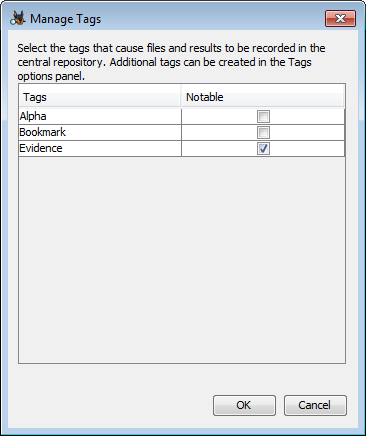 Manage Tags
Select the tags that cause files and results to be recorded in the
central repository. Additional tags can be created in the Tags
options panel.
Tags Notable
Alpha
Bookmark
Evidence
OK Cancel